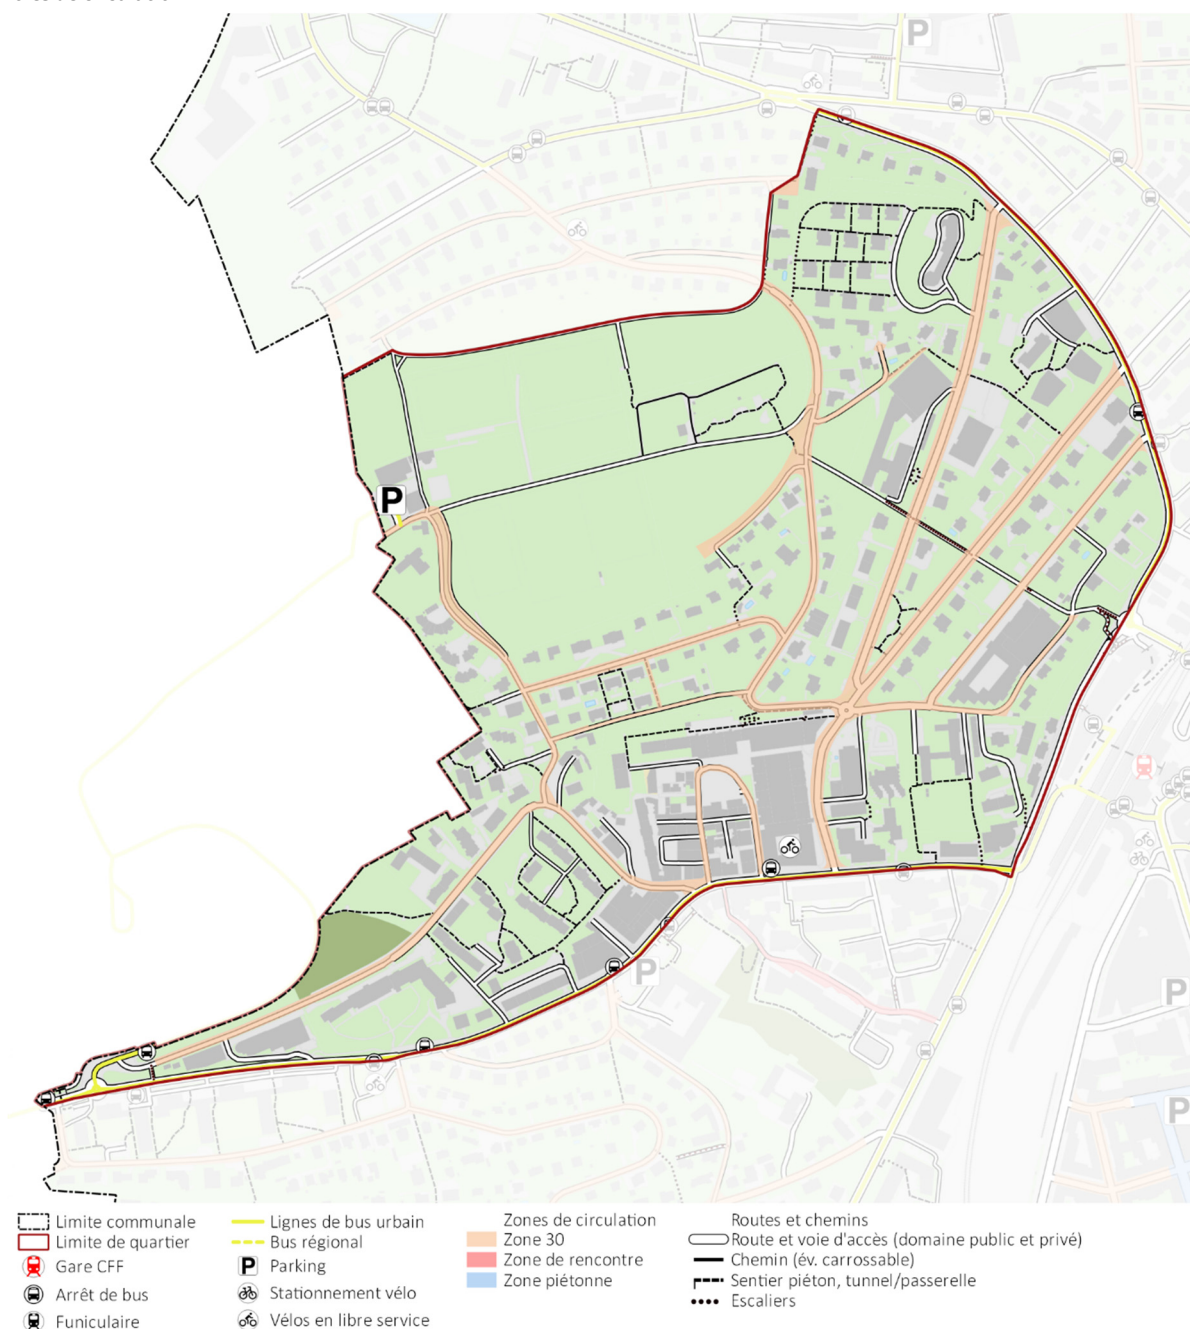 P
P
P
P
P
P
Limite communale
Limite de quartier
Gare CFF
Arrêt de bus
Funiculaire
Lignes de bus urbain
Bus régional
P Parking
Stationnement vélo
Vélos en libre service
Zones de circulation
Zone 30
Zone de rencontre
Zone piétonne
Routes et chemins
Route et voie d'accès (domaine public et privé)
Chemin (év. carrossable)
Sentier piéton, tunnel/passerelle
Escaliers